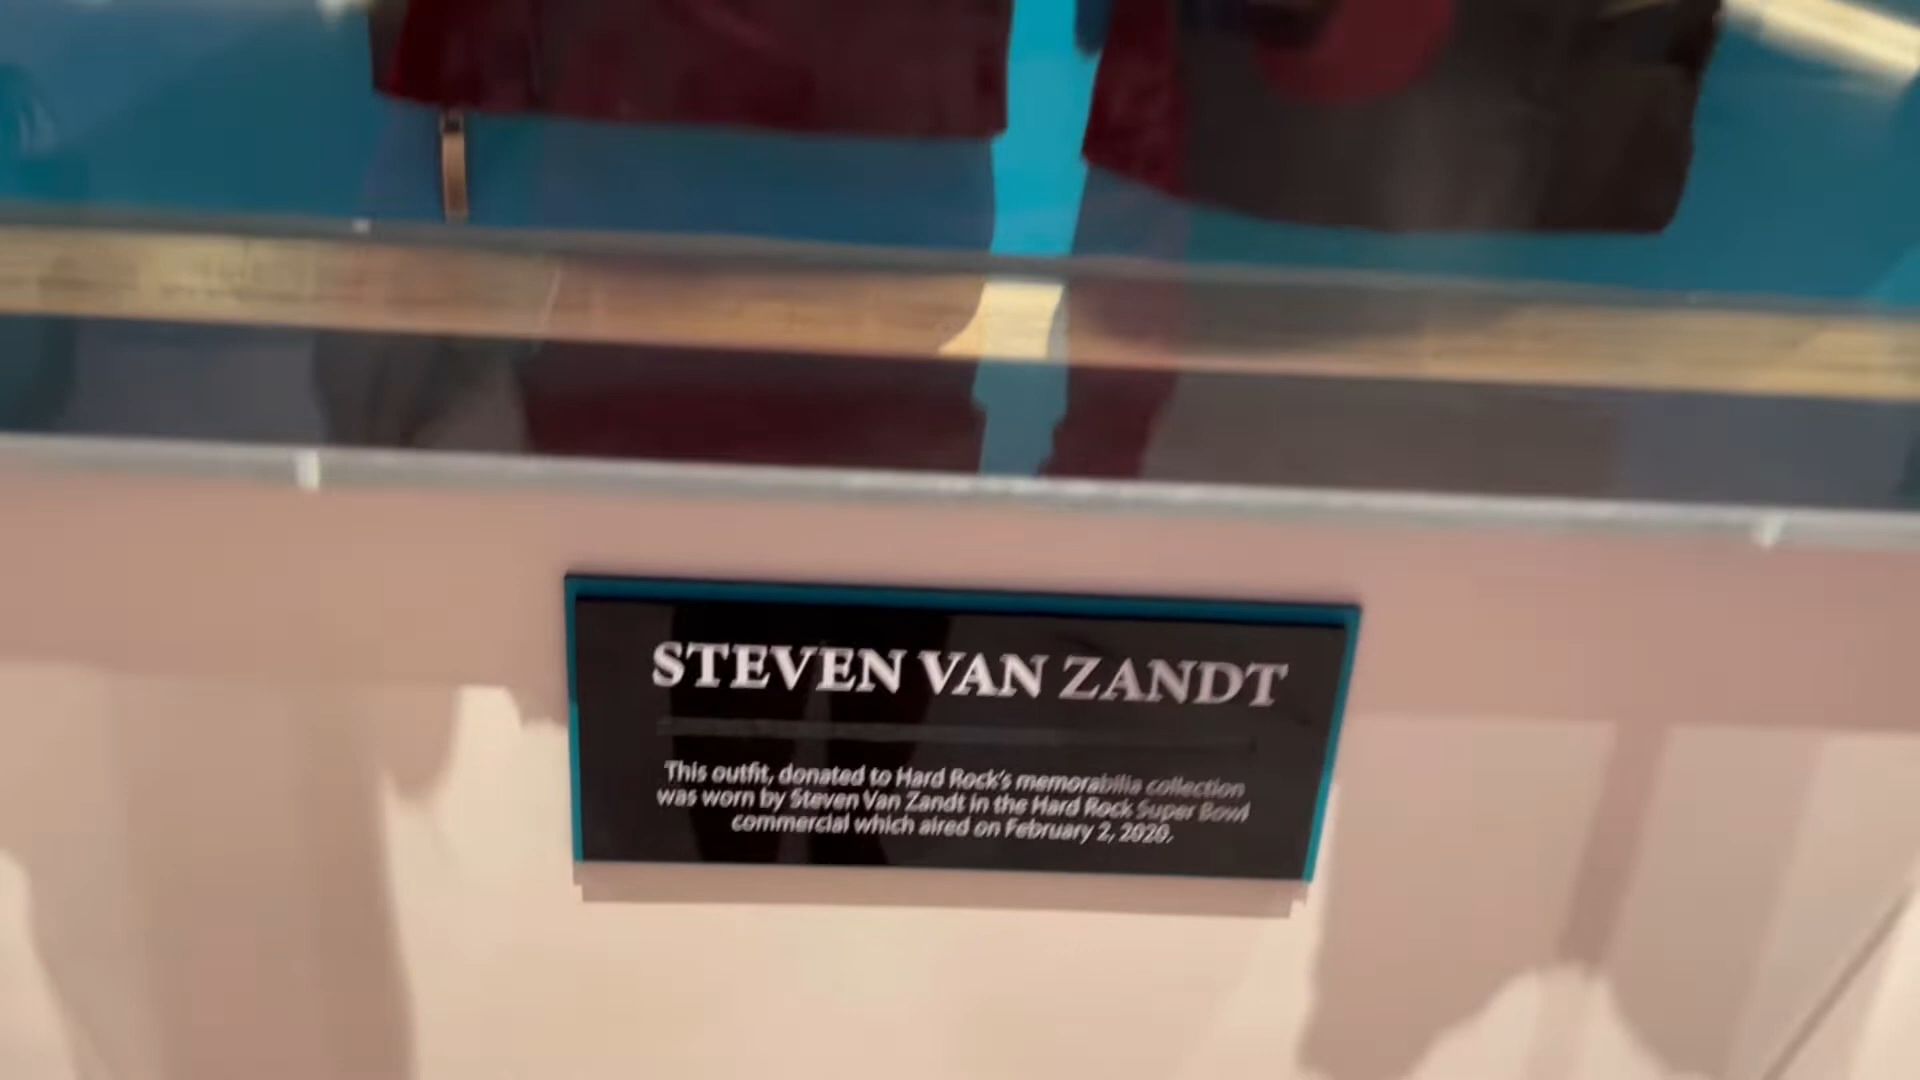 STEVEN VAN ZANDT
This outfit, donated to Hard Rock's memorabilia collection
was worn by Steven Van Zandt in the Hard Rock Super Bowl
commercial which aired on February 2, 2020.